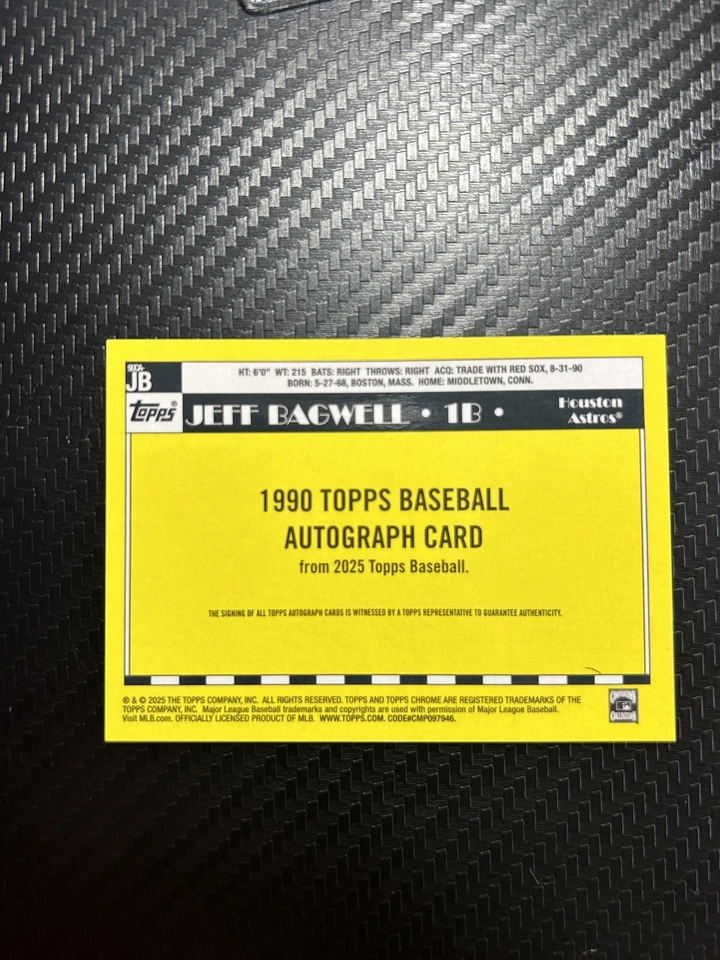 90CA-
JB
HT: 6'0" WT: 215 BATS: RIGHT THROWS: RIGHT ACQ: TRADE WITH RED SOX, 8-31-90
BORN: 5-27-68, BOSTON, MASS. HOME: MIDDLETOWN, CONN.
Topps JEFF BAGWELL • 1B •
Houston
Astros®
1990 TOPPS BASEBALL
AUTOGRAPH CARD
from 2025 Topps Baseball.
THE SIGNING OF ALL TOPPS AUTOGRAPH CARDS IS WITNESSED BY A TOPPS REPRESENTATIVE TO GUARANTEE AUTHENTICITY.
® & © 2025 THE TOPPS COMPANY, INC. ALL RIGHTS RESERVED. TOPPS AND TOPPS CHROME ARE REGISTERED TRADEMARKS OF THE
TOPPS COMPANY, INC. Major League Baseball trademarks and copyrights are used with permission of Major League Baseball.
Visit MLB.com. OFFICIALLY LICENSED PRODUCT OF MLB. WWW.TOPPS.COM. CODE#CMP097946.
COOPERSTOWN
COLLECTION